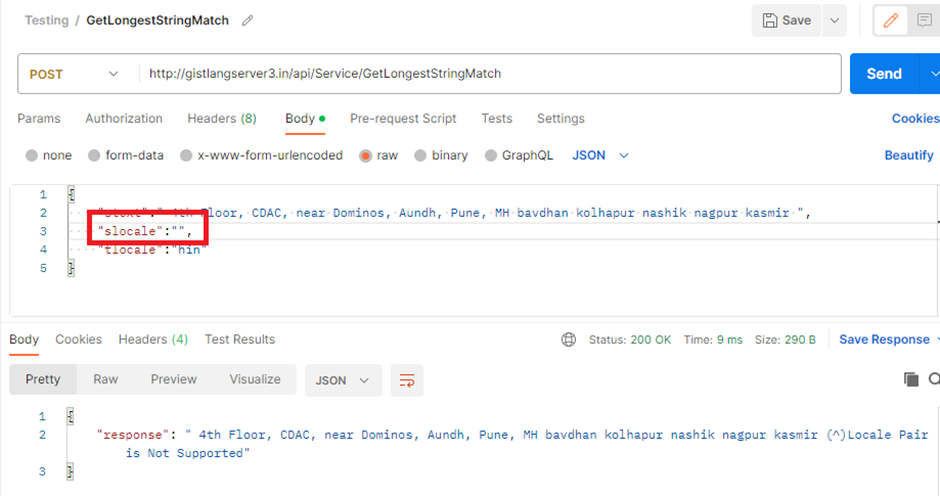 Testing / GetLongestStringMatch
Save
POST http://gistlangserver3.in/api/Service/GetLongestStringMatch Send
Params Authorization Headers (8) Body Pre-request Script Tests Settings Cookies
none form-data x-www-form-urlencoded raw binary GraphQL JSON Beautify
1 {
2 "stext":" 4th Floor, CDAC, near Dominos, Aundh, Pune, MH bavdhan kolhapur nashik nagpur kasmir ",
3 "slocale":"",
4 "tlocale":"hin"
5 }
Body Cookies Headers (4) Test Results Status: 200 OK Time: 9 ms Size: 290 B Save Response
Pretty Raw Preview Visualize JSON
1 {
2 "response": " 4th Floor, CDAC, near Dominos, Aundh, Pune, MH bavdhan kolhapur nashik nagpur kasmir (^)Locale Pair
is Not Supported"
3 }